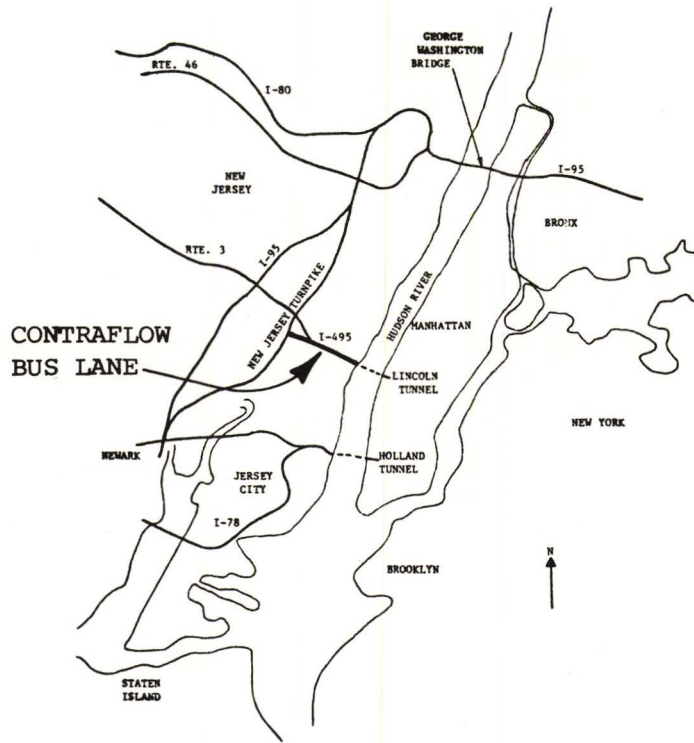 GEORGE
WASHINGTON
BRIDGE
RTE. 46
I-80
I-95
NEW
JERSEY
BRONX
RTE. 3
I-95
NEW JERSEY TURNPIKE
HUDSON RIVER
MANHATTAN
I-495
CONTRAFLOW
BUS LANE
LINCOLN
TUNNEL
NEW YORK
NEWARK
HOLLAND
TUNNEL
JERSEY
CITY
I-78
N
BROOKLYN
STATEN
ISLAND